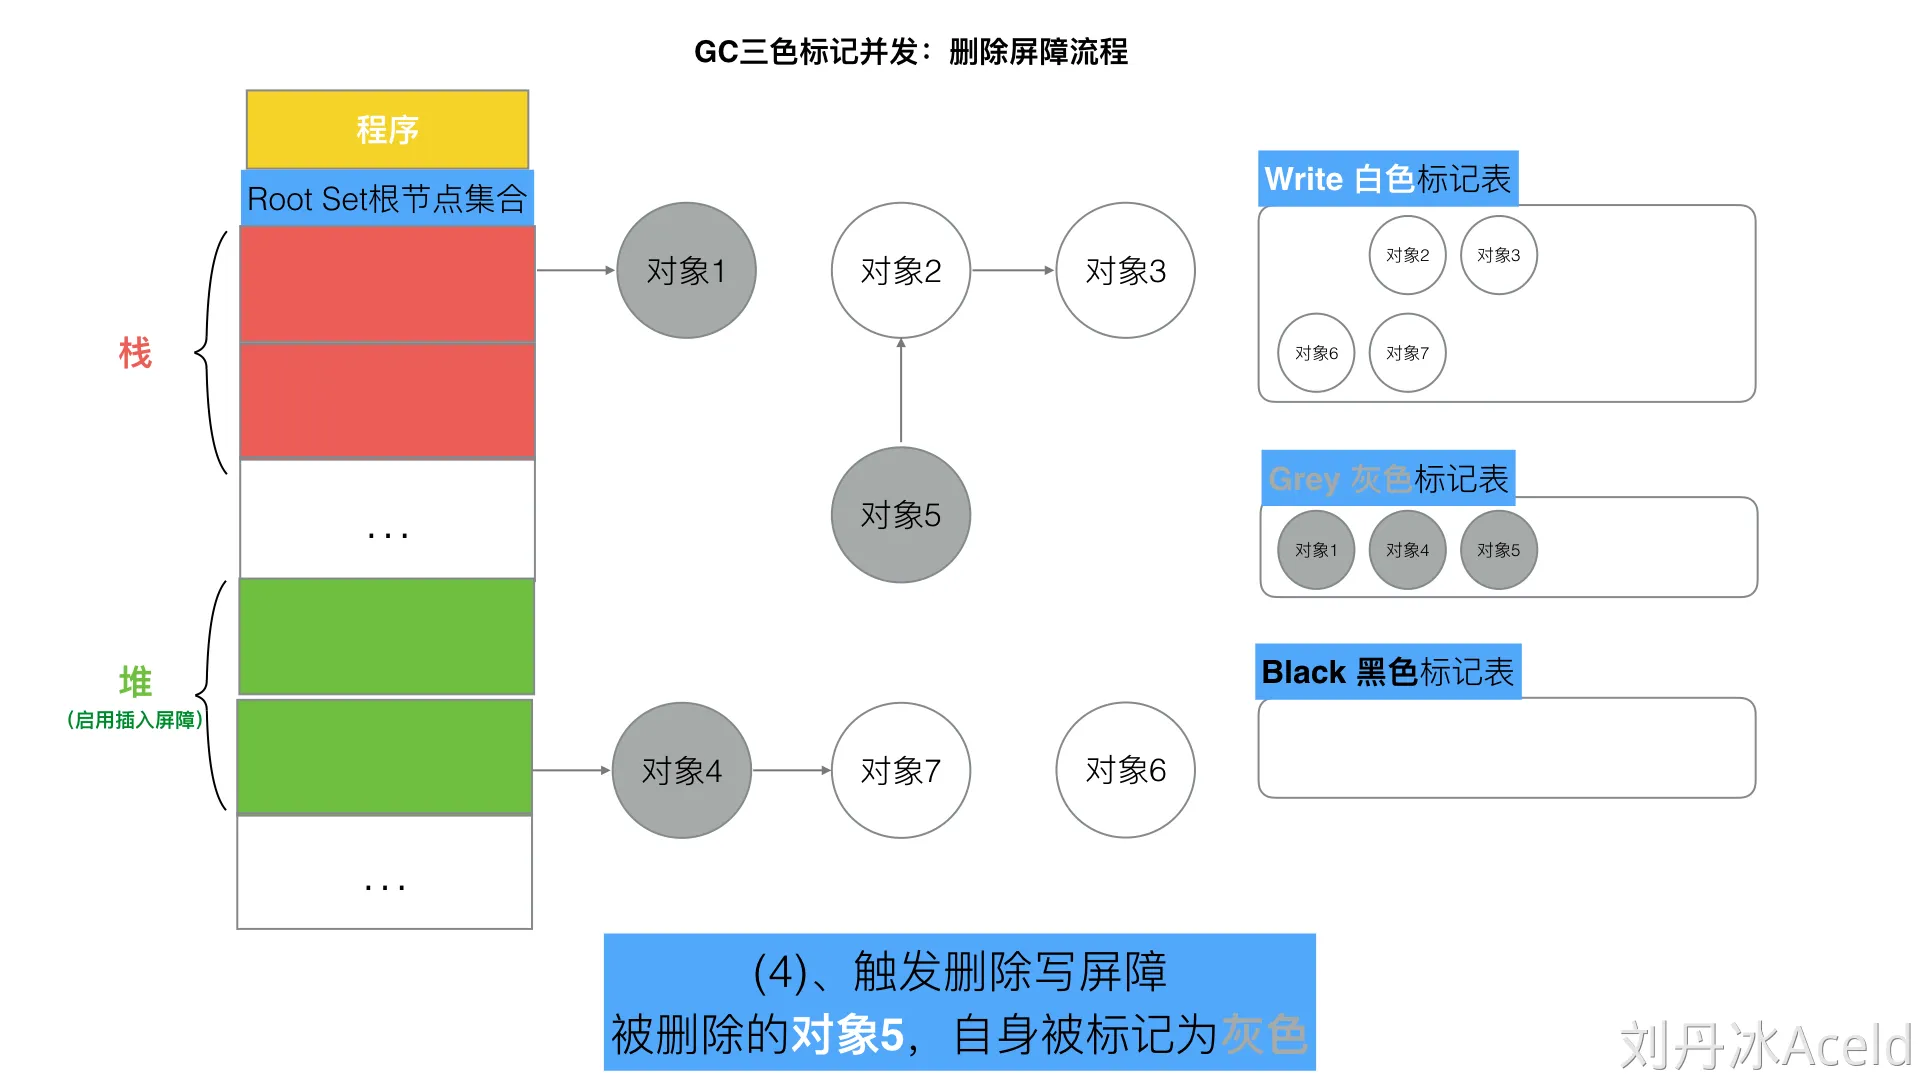 GC三色标记并发：删除屏障流程
程序
Root Set根节点集合
栈
...
堆
（启用插入屏障）
...
对象1
对象2
对象3
对象5
对象4
对象7
对象6
Write 白色标记表
对象2
对象3
对象6
对象7
Grey 灰色标记表
对象1
对象4
对象5
Black 黑色标记表
(4)、触发删除写屏障
被删除的对象5，自身被标记为灰色
刘丹冰Aceld